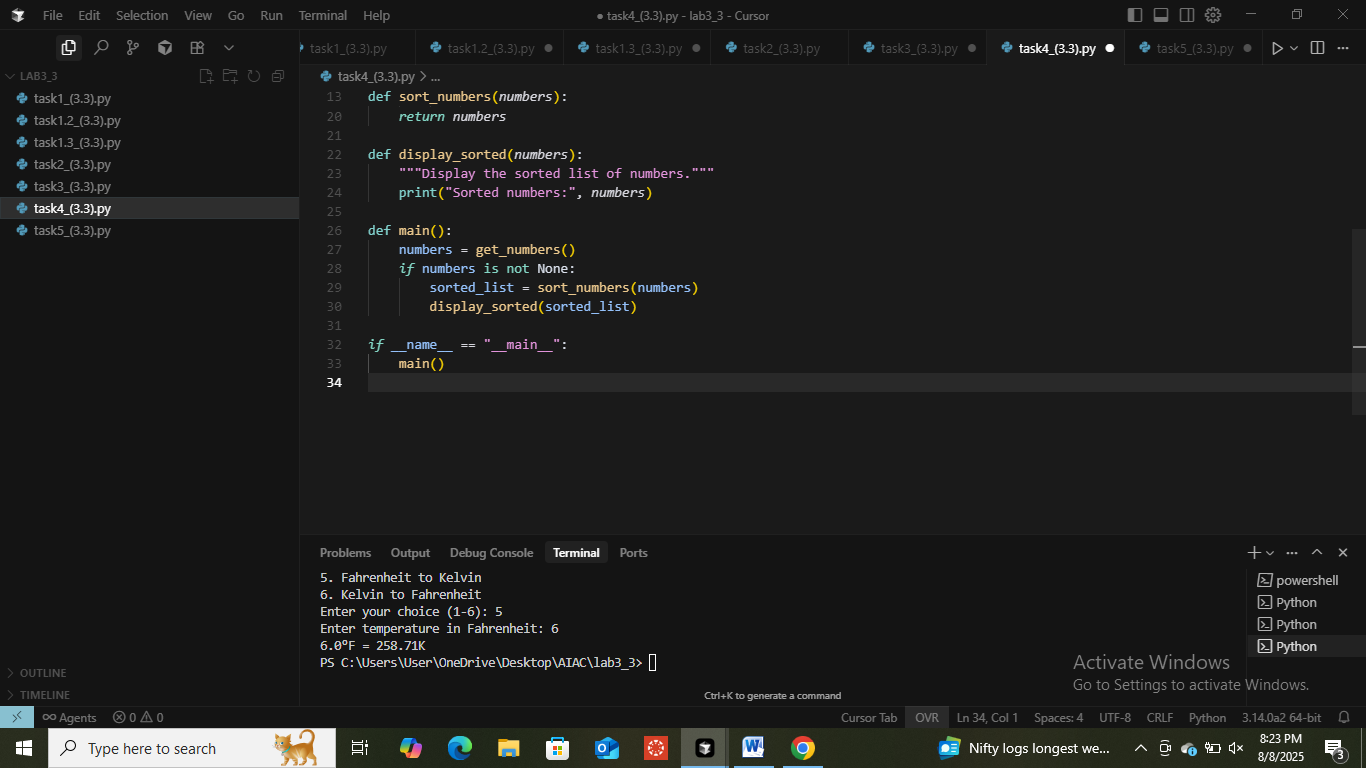 File Edit Selection View Go Run Terminal Help
● task4_(3.3).py - lab3_3 - Cursor
task1_(3.3).py
task1.2_(3.3).py ●
task1.3_(3.3).py ●
task2_(3.3).py
task3_(3.3).py ●
task4_(3.3).py ●
task5_(3.3).py ●
LAB3_3
task1_(3.3).py
task1.2_(3.3).py
task1.3_(3.3).py
task2_(3.3).py
task3_(3.3).py
task4_(3.3).py
task5_(3.3).py
OUTLINE
TIMELINE
task4_(3.3).py > ...
13 def sort_numbers(numbers):
20     return numbers
21
22 def display_sorted(numbers):
23     """Display the sorted list of numbers."""
24     print("Sorted numbers:", numbers)
25
26 def main():
27     numbers = get_numbers()
28     if numbers is not None:
29         sorted_list = sort_numbers(numbers)
30         display_sorted(sorted_list)
31
32 if __name__ == "__main__":
33     main()
34
Problems Output Debug Console Terminal Ports
5. Fahrenheit to Kelvin
6. Kelvin to Fahrenheit
Enter your choice (1-6): 5
Enter temperature in Fahrenheit: 6
6.0°F = 258.71K
PS C:\Users\User\OneDrive\Desktop\AIAC\lab3_3>
Ctrl+K to generate a command
powershell
Python
Python
Python
Activate Windows
Go to Settings to activate Windows.
Agents 0 0 Cursor Tab OVR Ln 34, Col 1 Spaces: 4 UTF-8 CRLF Python 3.14.0a2 64-bit
Type here to search
Nifty logs longest we...
8:23 PM
8/8/2025
3